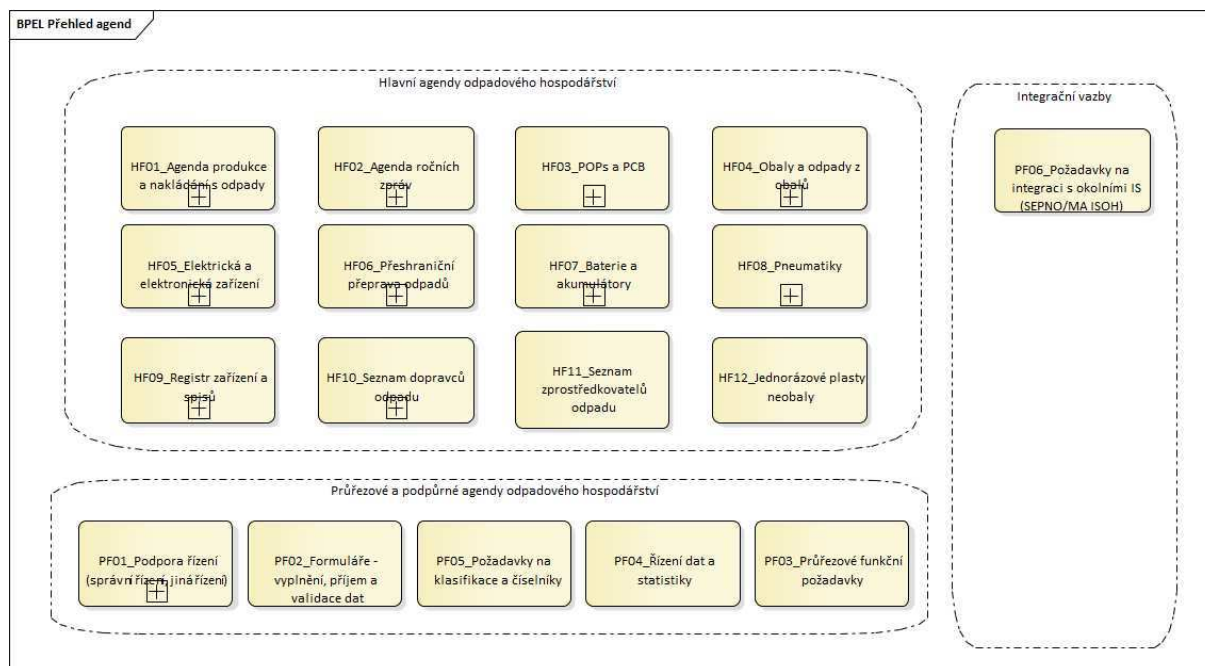 BPEL Přehled agend
Hlavní agendy odpadového hospodářství
HF01_Agenda produkce
a nakládání s odpady
HF02_Agenda ročních
zpráv
HF03_POPs a PCB
HF04_Obaly a odpady z
obalů
HF05_Elektrická a
elektronická zařízení
HF06_Přeshraniční
přeprava odpadů
HF07_Baterie a
akumulátory
HF08_Pneumatiky
HF09_Registr zařízení a
spisů
HF10_Seznam dopravců
odpadu
HF11_Seznam
zprostředkovatelů
odpadu
HF12_Jednorázové plasty
neobaly
Integrační vazby
PF06_Požadavky na
integraci s okolními IS
(SEPNO/MA ISOH)
Průřezové a podpůrné agendy odpadového hospodářství
PF01_Podpora řízení
(správní řízení, jiná řízení)
PF02_Formuláře -
vyplnění, příjem a
validace dat
PF05_Požadavky na
klasifikace a číselníky
PF04_Řízení dat a
statistiky
PF03_Průřezové funkční
požadavky